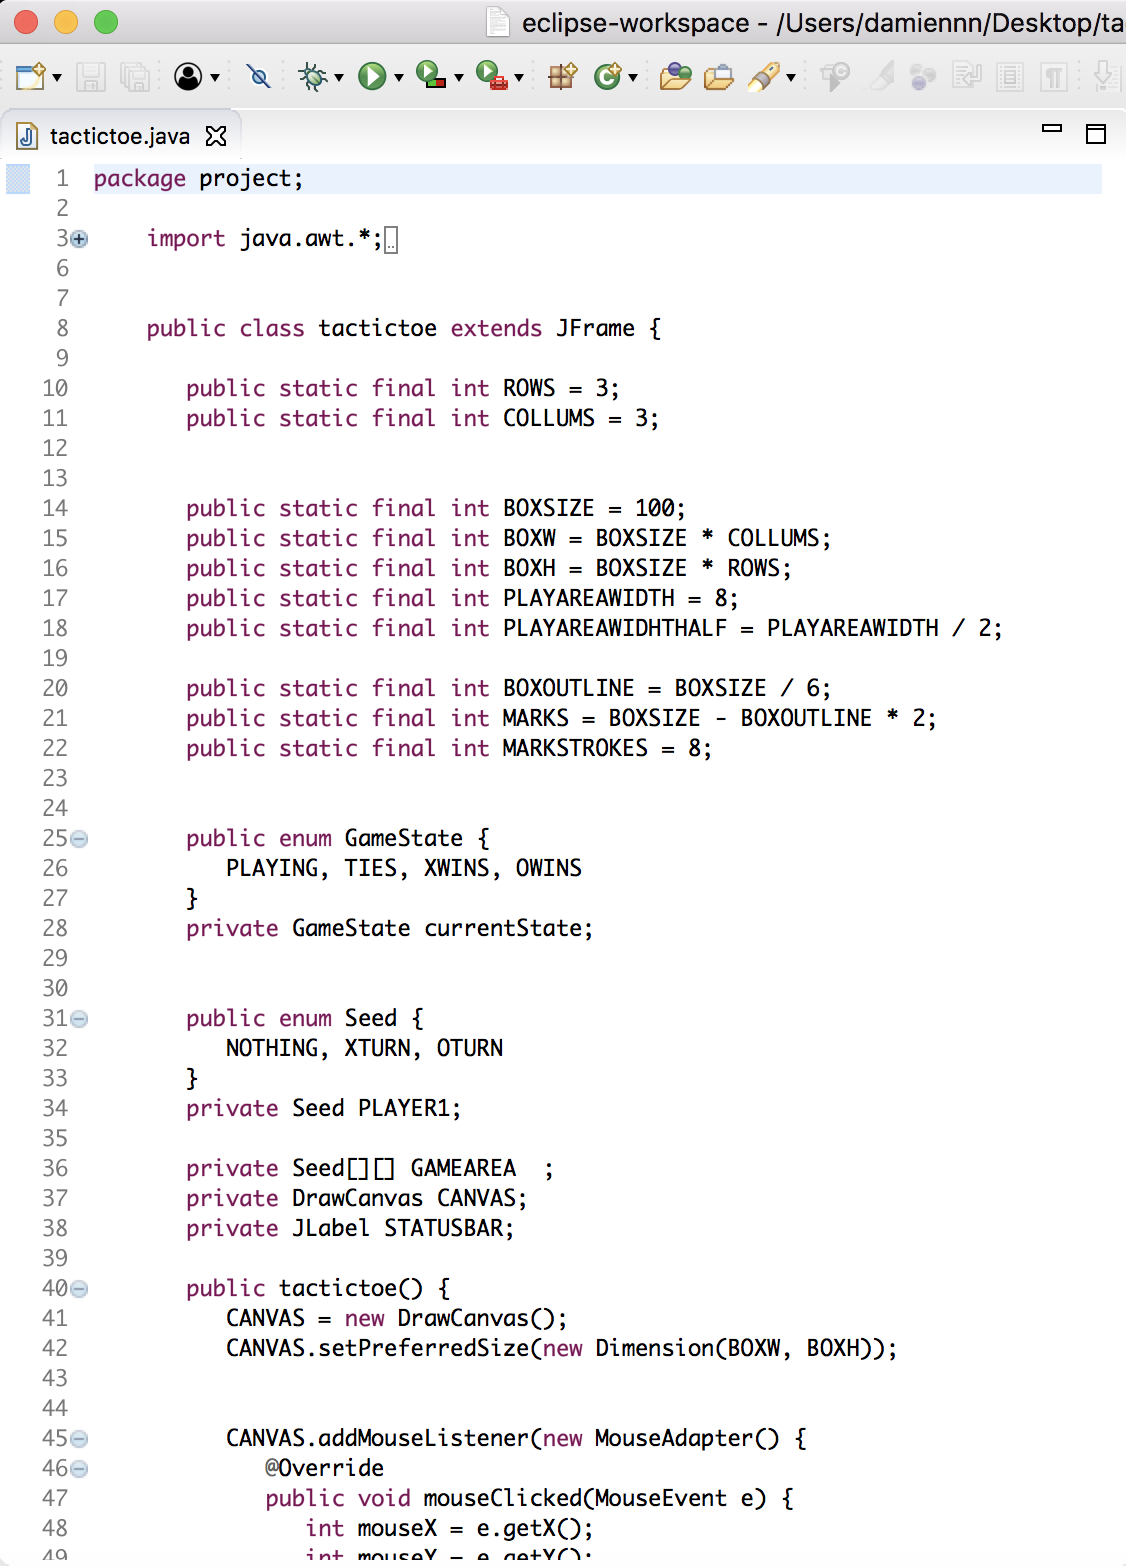 eclipse-workspace - /Users/damiennn/Desktop/ta
tactictoe.java
1 package project;
2
3 import java.awt.*;
6
7
8 public class tactictoe extends JFrame {
9
10 public static final int ROWS = 3;
11 public static final int COLLUMS = 3;
12
13
14 public static final int BOXSIZE = 100;
15 public static final int BOXW = BOXSIZE * COLLUMS;
16 public static final int BOXH = BOXSIZE * ROWS;
17 public static final int PLAYAREAWIDTH = 8;
18 public static final int PLAYAREAWIDHTHALF = PLAYAREAWIDTH / 2;
19
20 public static final int BOXOUTLINE = BOXSIZE / 6;
21 public static final int MARKS = BOXSIZE - BOXOUTLINE * 2;
22 public static final int MARKSTROKES = 8;
23
24
25 public enum GameState {
26 PLAYING, TIES, XWINS, OWINS
27 }
28 private GameState currentState;
29
30
31 public enum Seed {
32 NOTHING, XTURN, OTURN
33 }
34 private Seed PLAYER1;
35
36 private Seed[][] GAMEAREA  ;
37 private DrawCanvas CANVAS;
38 private JLabel STATUSBAR;
39
40 public tactictoe() {
41 CANVAS = new DrawCanvas();
42 CANVAS.setPreferredSize(new Dimension(BOXW, BOXH));
43
44
45 CANVAS.addMouseListener(new MouseAdapter() {
46 @Override
47 public void mouseClicked(MouseEvent e) {
48 int mouseX = e.getX();
49 int mouseY = e.getY();